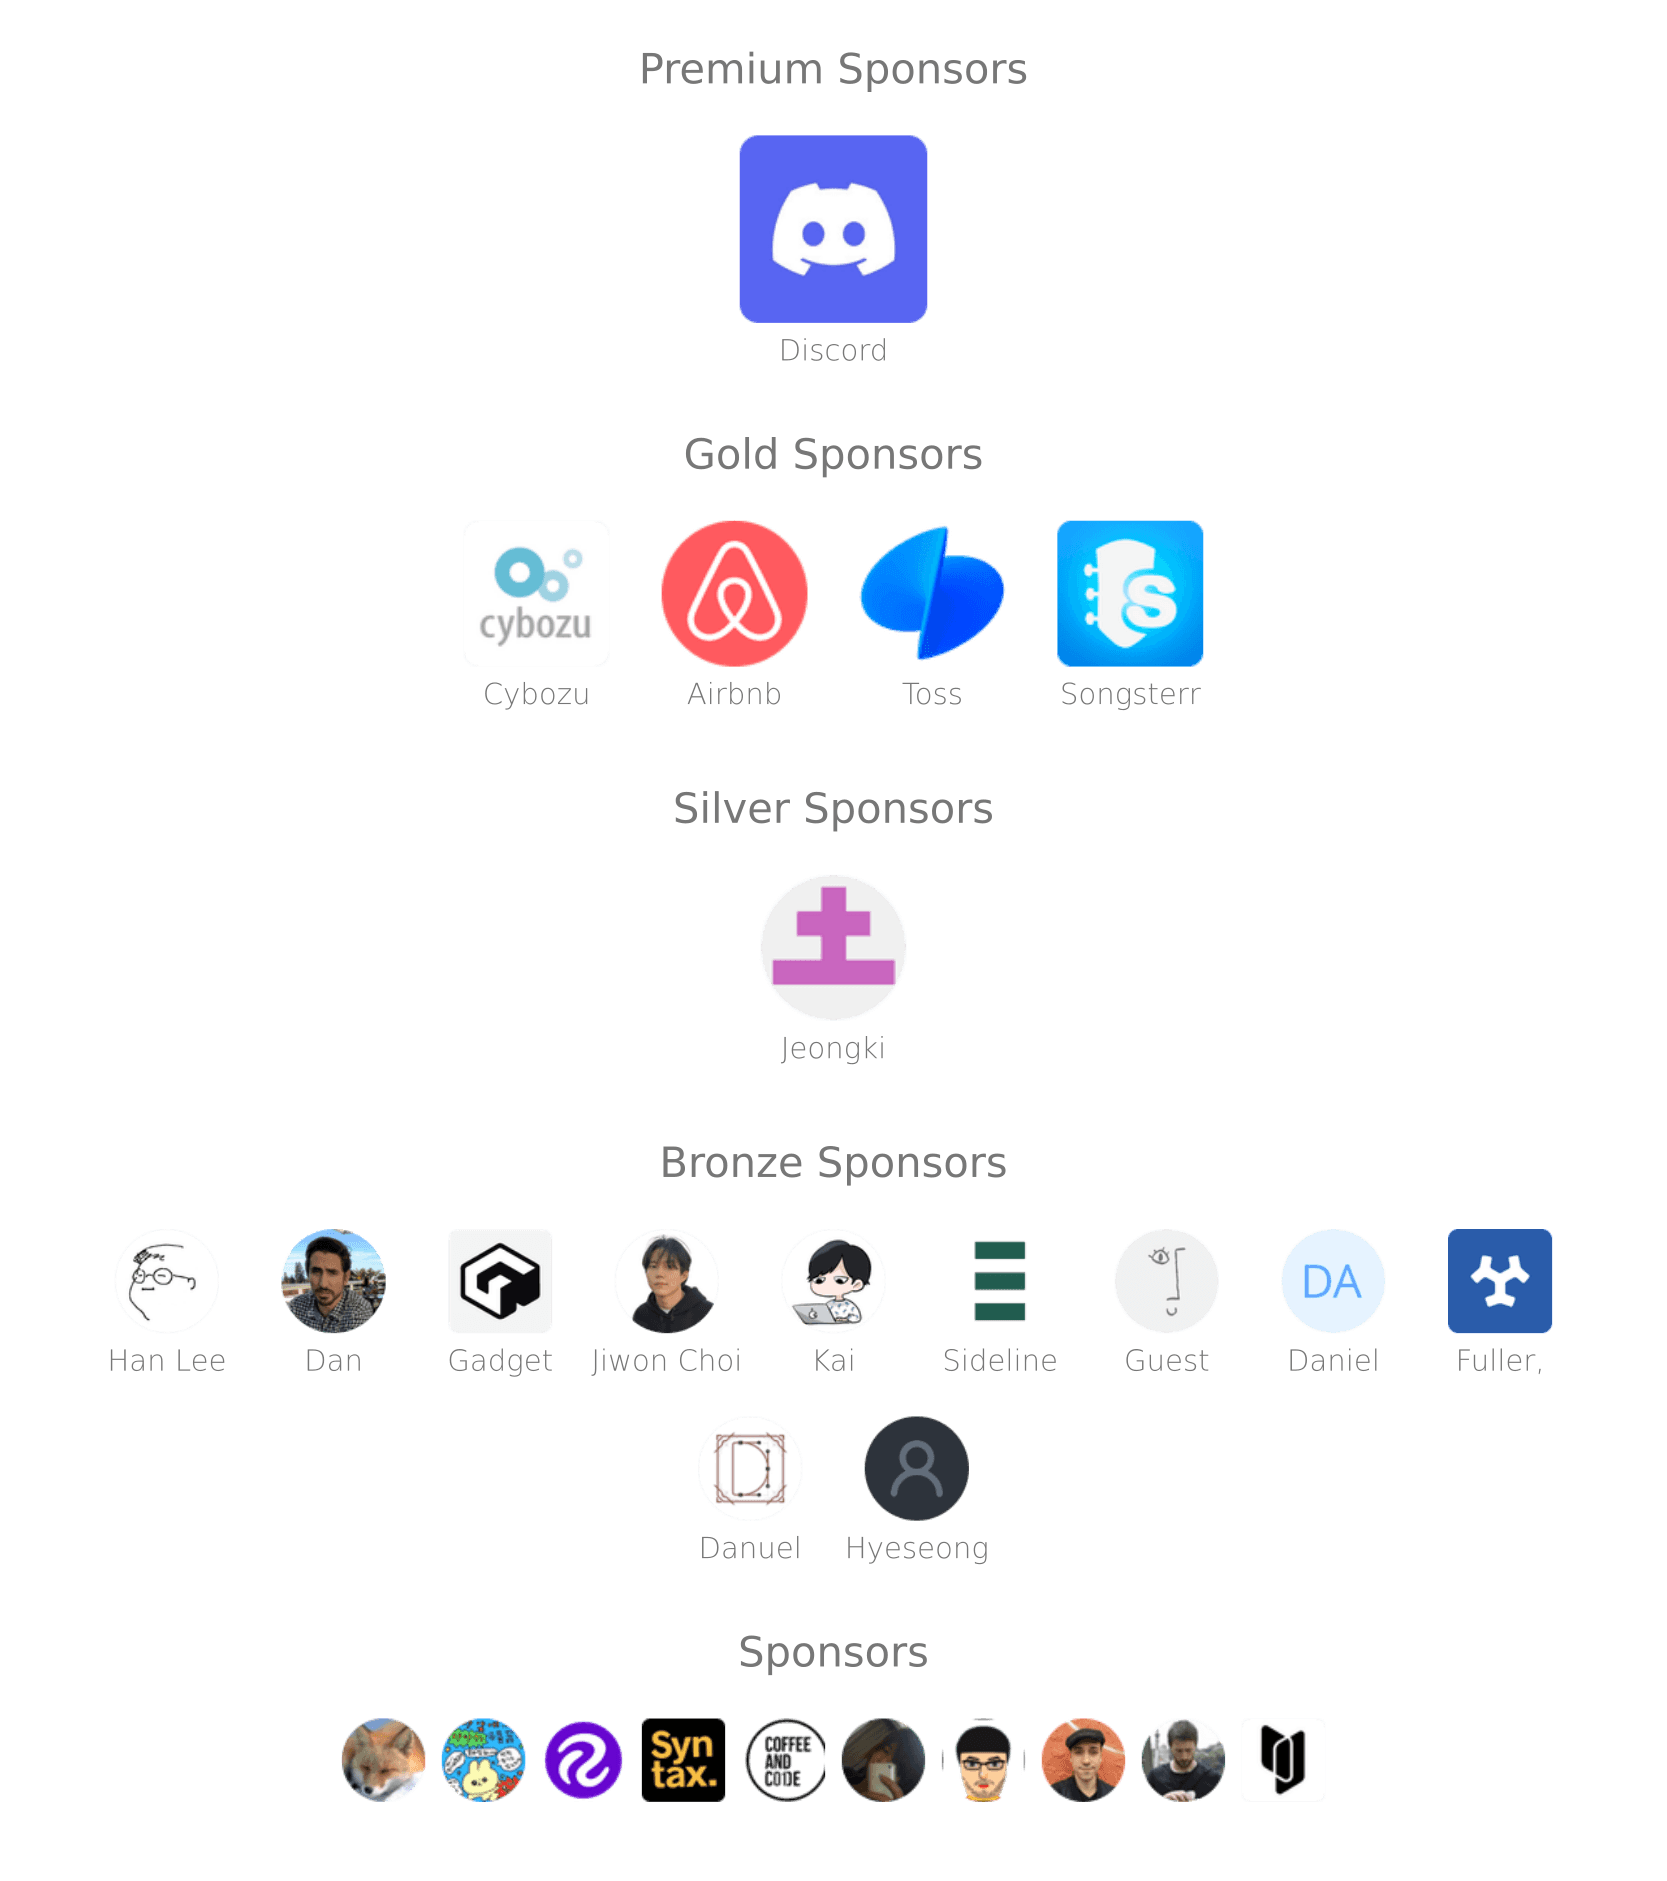 Premium Sponsors
Discord
Gold Sponsors
cybozu
Cybozu
Airbnb
Toss
S
Songsterr
Silver Sponsors
Jeongki
Bronze Sponsors
DA
Han Lee
Dan
Gadget
Jiwon Choi
Kai
Sideline
Guest
Daniel
Fuller,
D
Danuel
Hyeseong
Sponsors
Syn
tax.
COFFEE
AND
CODE